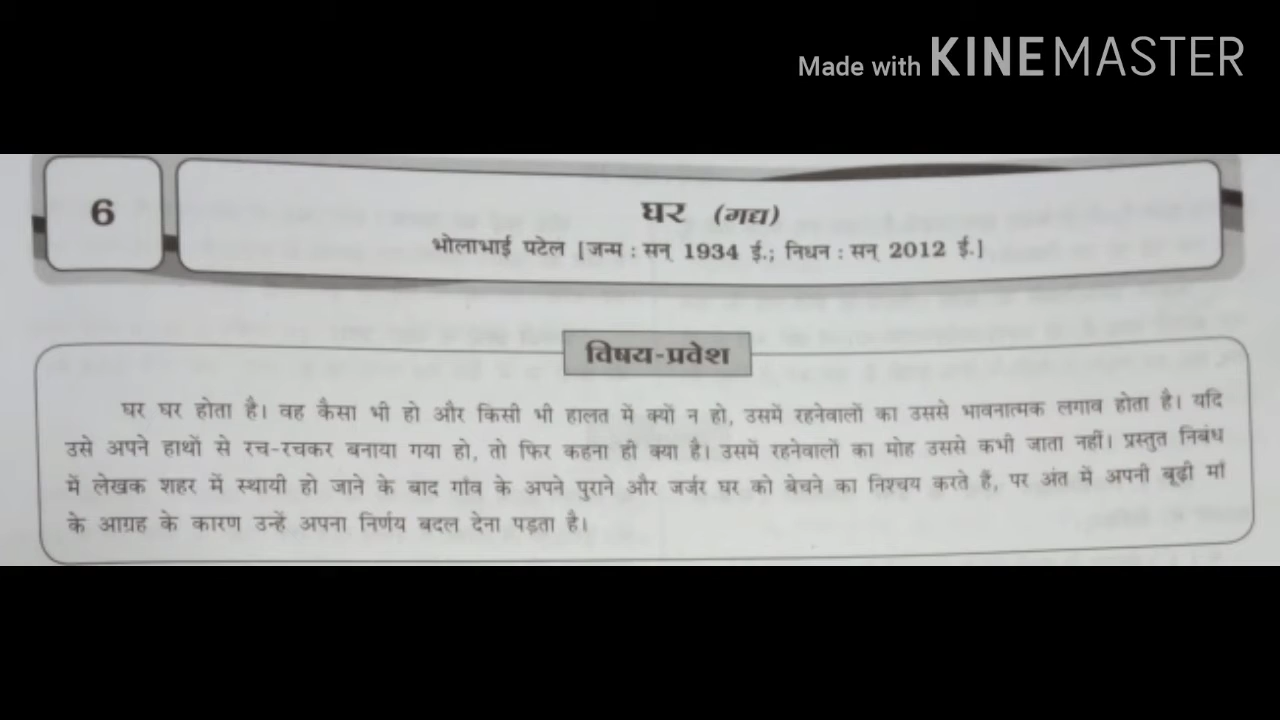 Made with KINEMASTER
6
घर (गद्य)
भोलाभाई पटेल [जन्म : सन् 1934 ई.; निधन : सन् 2012 ई.]
विषय-प्रवेश
घर घर होता है। वह कैसा भी हो और किसी भी हालत में क्यों न हो, उसमें रहनेवालों का उससे भावनात्मक लगाव होता है। यदि
उसे अपने हाथों से रच-रचकर बनाया गया हो, तो फिर कहना ही क्या है। उसमें रहनेवालों का मोह उससे कभी जाता नहीं। प्रस्तुत निबंध
में लेखक शहर में स्थायी हो जाने के बाद गाँव के अपने पुराने और जर्जर घर को बेचने का निश्चय करते हैं, पर अंत में अपनी बूढ़ी माँ
के आग्रह के कारण उन्हें अपना निर्णय बदल देना पड़ता है।